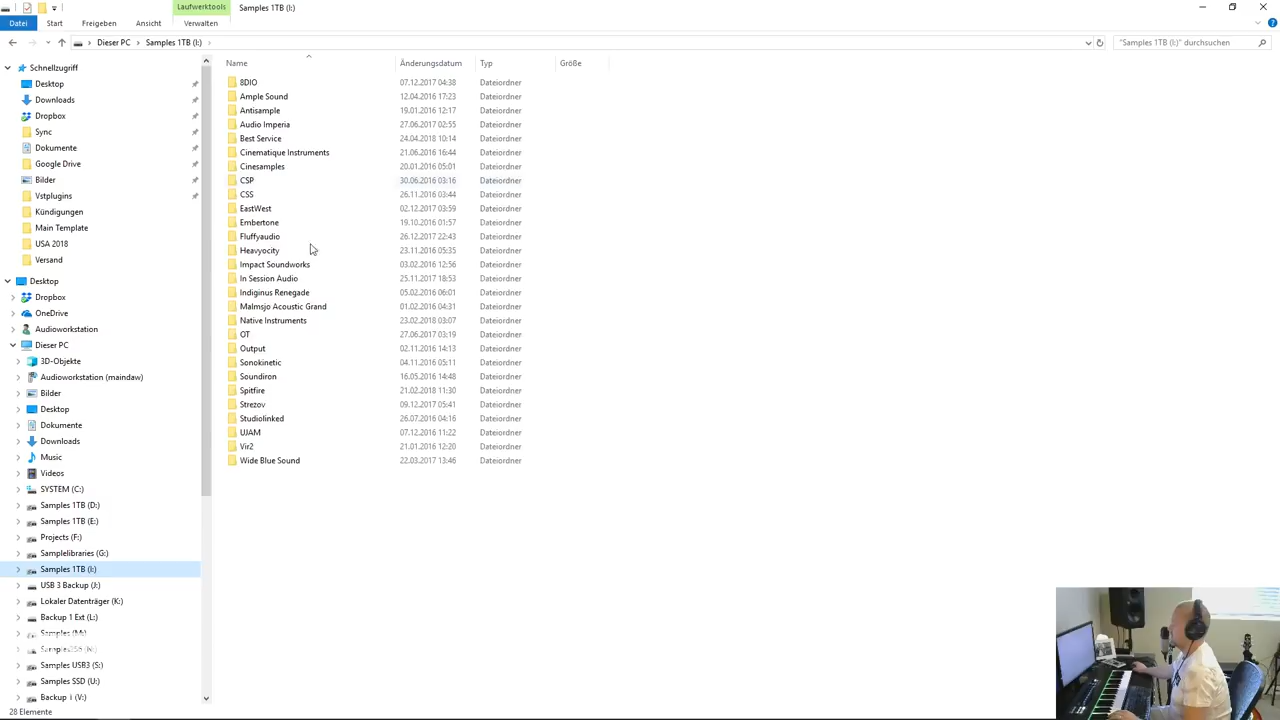 Laufwerktools
Samples 1TB (I:)
Datei
Start
Freigeben
Ansicht
Verwalten
Dieser PC
Samples 1TB (I:)
"Samples 1TB (I:)" durchsuchen
Name
Änderungsdatum
Typ
Größe
Schnellzugriff
Desktop
Downloads
Dropbox
Sync
Dokumente
Google Drive
Bilder
Vstplugins
Kündigungen
Main Template
USA 2018
Versand
Desktop
Dropbox
OneDrive
Audioworkstation
Dieser PC
3D-Objekte
Audioworkstation (maindaw)
Bilder
Desktop
Dokumente
Downloads
Music
Videos
SYSTEM (C:)
Samples 1TB (D:)
Samples 1TB (E:)
Projects (F:)
Samplelibraries (G:)
Samples 1TB (I:)
USB 3 Backup (J:)
Lokaler Datenträger (K:)
Backup 1 Ext (L:)
Samples (M:)
Samples USB3 (S:)
Samples SSD (U:)
Backup i (V:)
8DIO 07.12.2017 04:38 Dateiordner
Ample Sound 12.04.2016 17:23 Dateiordner
Antisample 19.01.2016 12:17 Dateiordner
Audio Imperia 27.06.2017 02:55 Dateiordner
Best Service 24.04.2018 10:14 Dateiordner
Cinematique Instruments 21.06.2016 16:44 Dateiordner
Cinesamples 20.01.2016 05:01 Dateiordner
CSP 30.06.2016 03:16 Dateiordner
CSS 26.11.2016 03:44 Dateiordner
EastWest 02.12.2017 03:59 Dateiordner
Embertone 19.10.2016 01:57 Dateiordner
Fluffyaudio 26.12.2017 22:43 Dateiordner
Heavyocity 23.11.2016 05:35 Dateiordner
Impact Soundworks 03.02.2016 12:56 Dateiordner
In Session Audio 25.11.2017 18:53 Dateiordner
Indiginus Renegade 05.02.2016 06:01 Dateiordner
Malmsjo Acoustic Grand 01.02.2016 04:31 Dateiordner
Native Instruments 23.02.2018 03:07 Dateiordner
OT 27.06.2017 03:19 Dateiordner
Output 02.11.2016 14:13 Dateiordner
Sonokinetic 04.11.2016 05:11 Dateiordner
Soundiron 16.05.2016 14:48 Dateiordner
Spitfire 21.02.2018 11:30 Dateiordner
Strezov 09.12.2017 05:41 Dateiordner
Studiolinked 26.07.2016 04:16 Dateiordner
UJAM 07.12.2016 11:22 Dateiordner
Vir2 21.01.2016 12:20 Dateiordner
Wide Blue Sound 22.03.2017 13:46 Dateiordner
28 Elemente